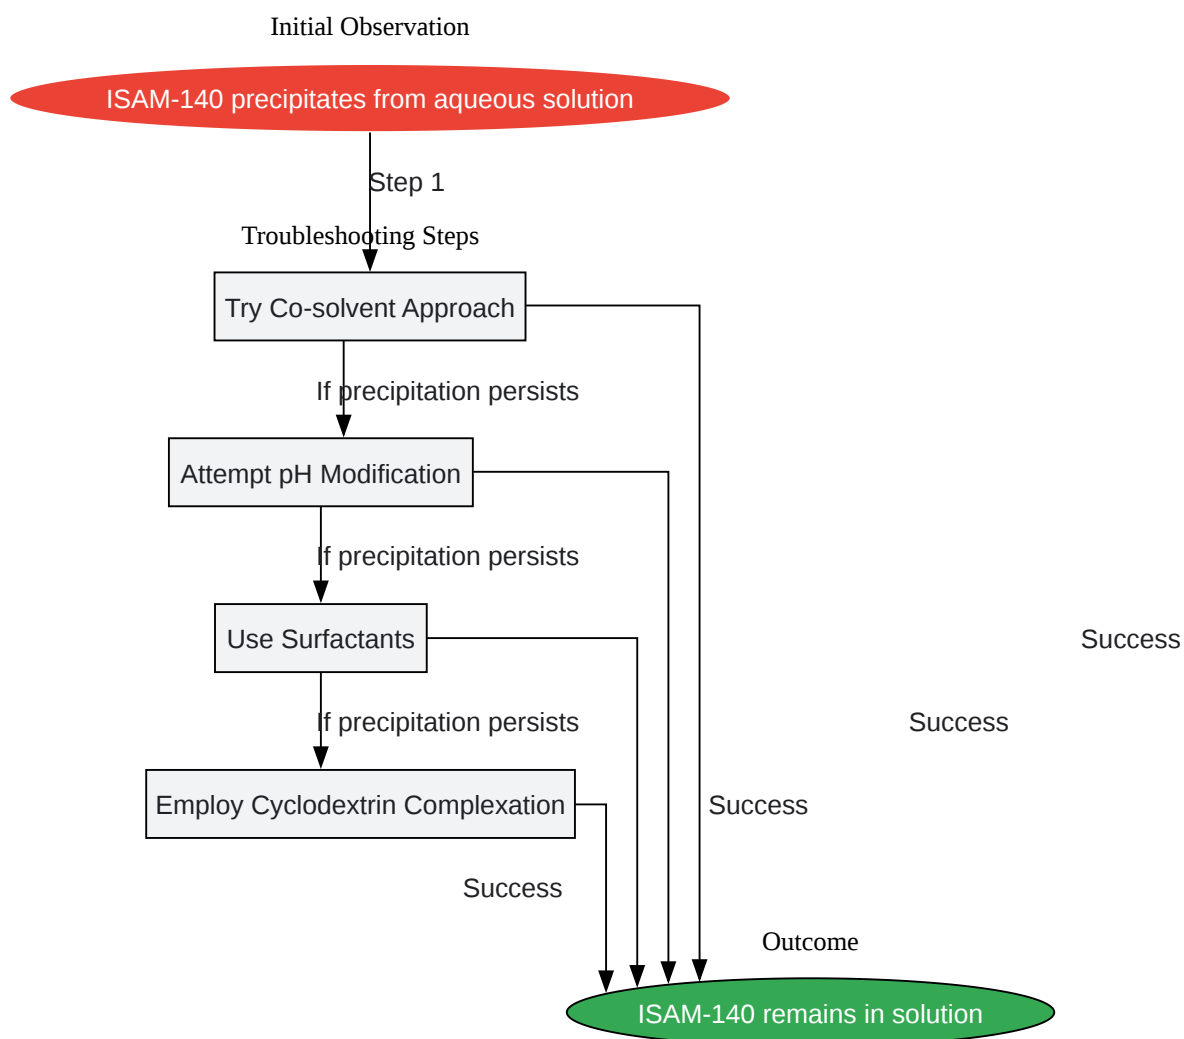 Initial Observation
ISAM-140 precipitates from aqueous solution
Step 1
Troubleshooting Steps
Try Co-solvent Approach
If precipitation persists
Attempt pH Modification
If precipitation persists
Use Surfactants
Success
If precipitation persists
Success
Employ Cyclodextrin Complexation
Success
Success
Outcome
ISAM-140 remains in solution